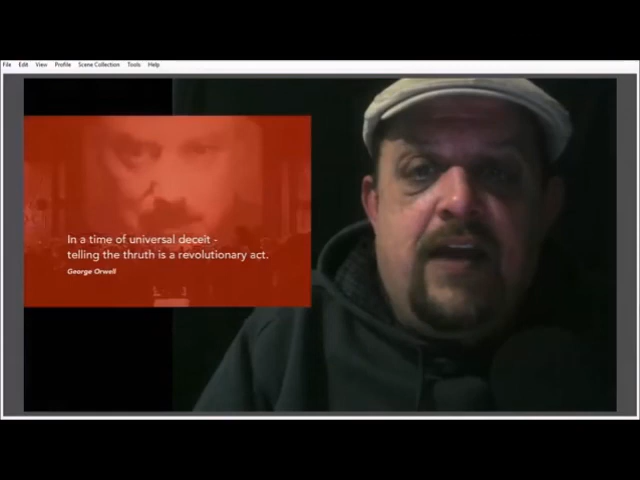 File Edit View Profile Scene Collection Tools Help
In a time of universal deceit -
telling the thruth is a revolutionary act.
George Orwell